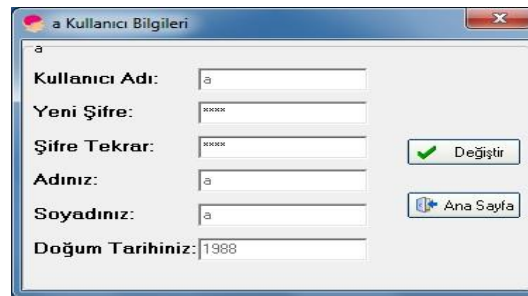 a Kullanıcı Bilgileri
a
Kullanıcı Adı: a
Yeni Şifre: ****
Şifre Tekrar: ****
Değiştir
Adınız: a
Soyadınız: a
Ana Sayfa
Doğum Tarihiniz: 1988